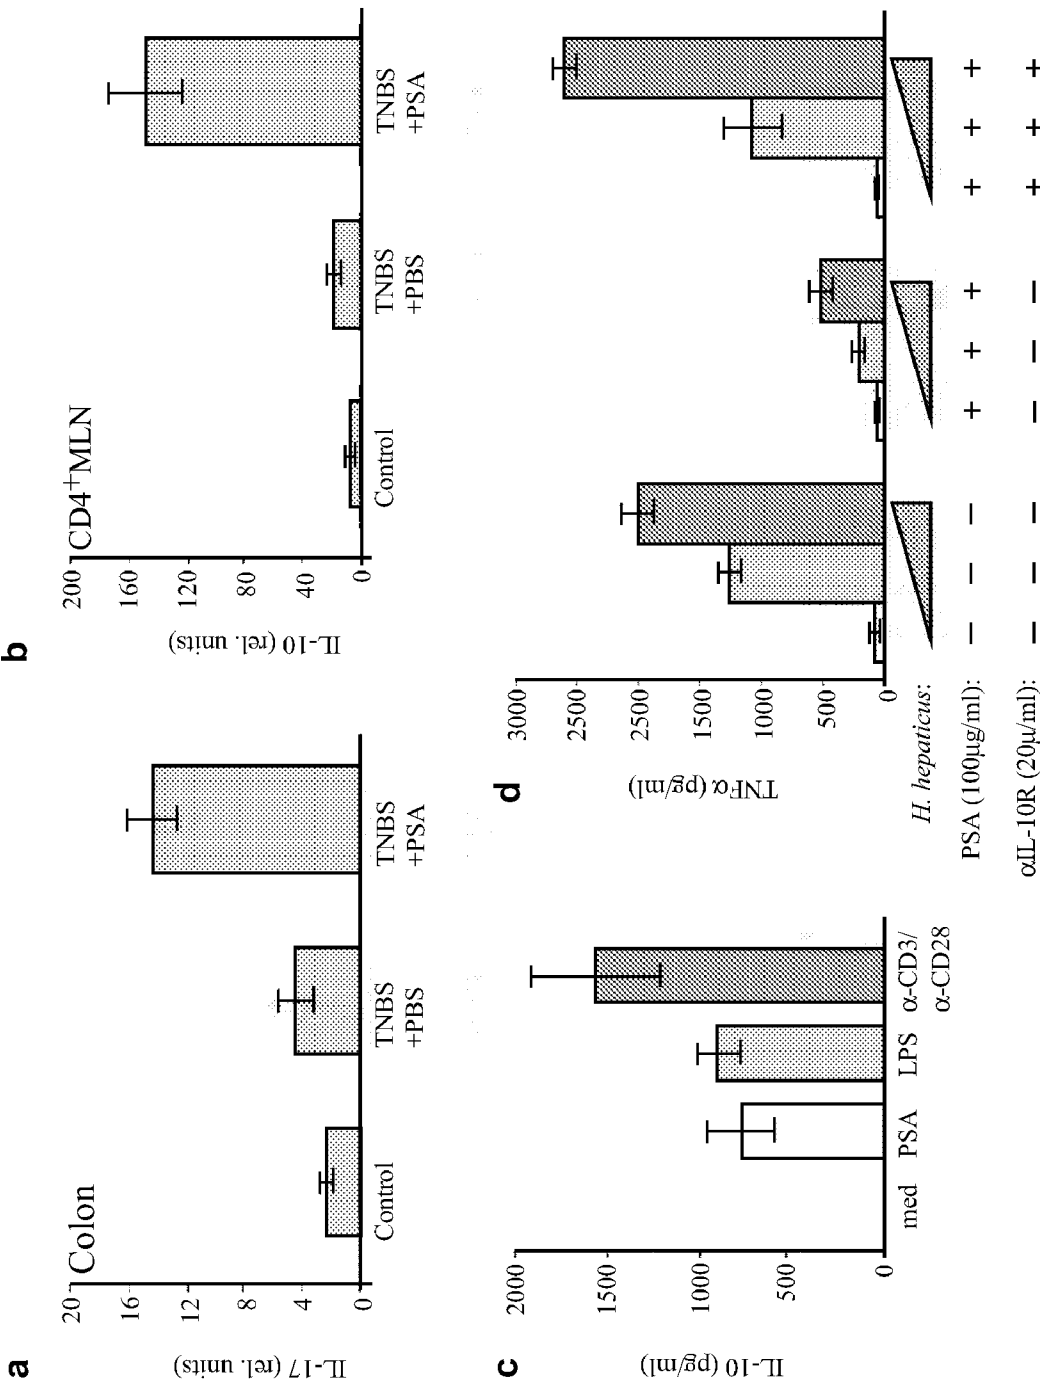 a
Colon
IL-17 (rel. units)
20
16
12
8
4
0
Control
TNBS
+PBS
TNBS
+PSA
b
CD4+MLN
IL-10 (rel. units)
200
160
120
80
40
0
Control
TNBS
+PBS
TNBS
+PSA
c
IL-10 (pg/ml)
2000
1500
1000
500
0
med
PSA
LPS
α-CD3/
α-CD28
d
TNFα (pg/ml)
3000
2500
2500
1500
1000
500
0
H. hepaticus:
PSA (100μg/ml): – – – + + + + + +
αIL-10R (20μ/ml): – – – – – – + + +